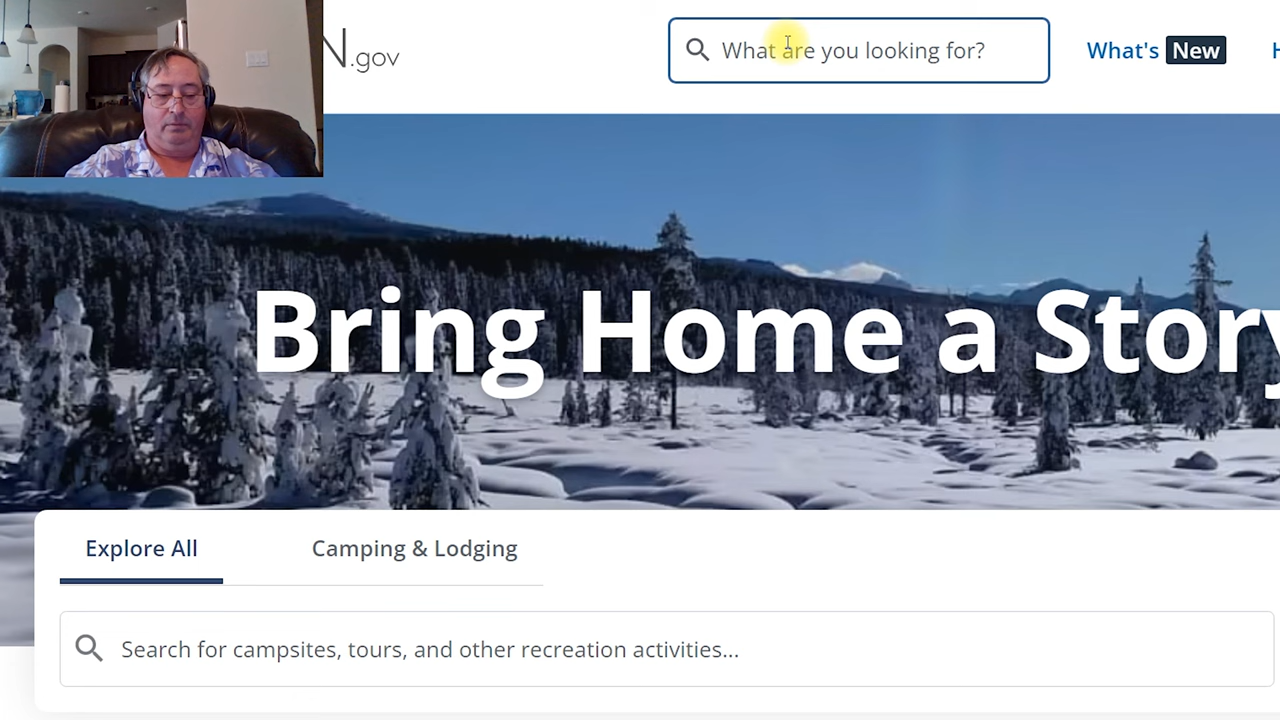 N.gov
What are you looking for?
What's New
H
Bring Home a Story
Explore All
Camping & Lodging
Search for campsites, tours, and other recreation activities...